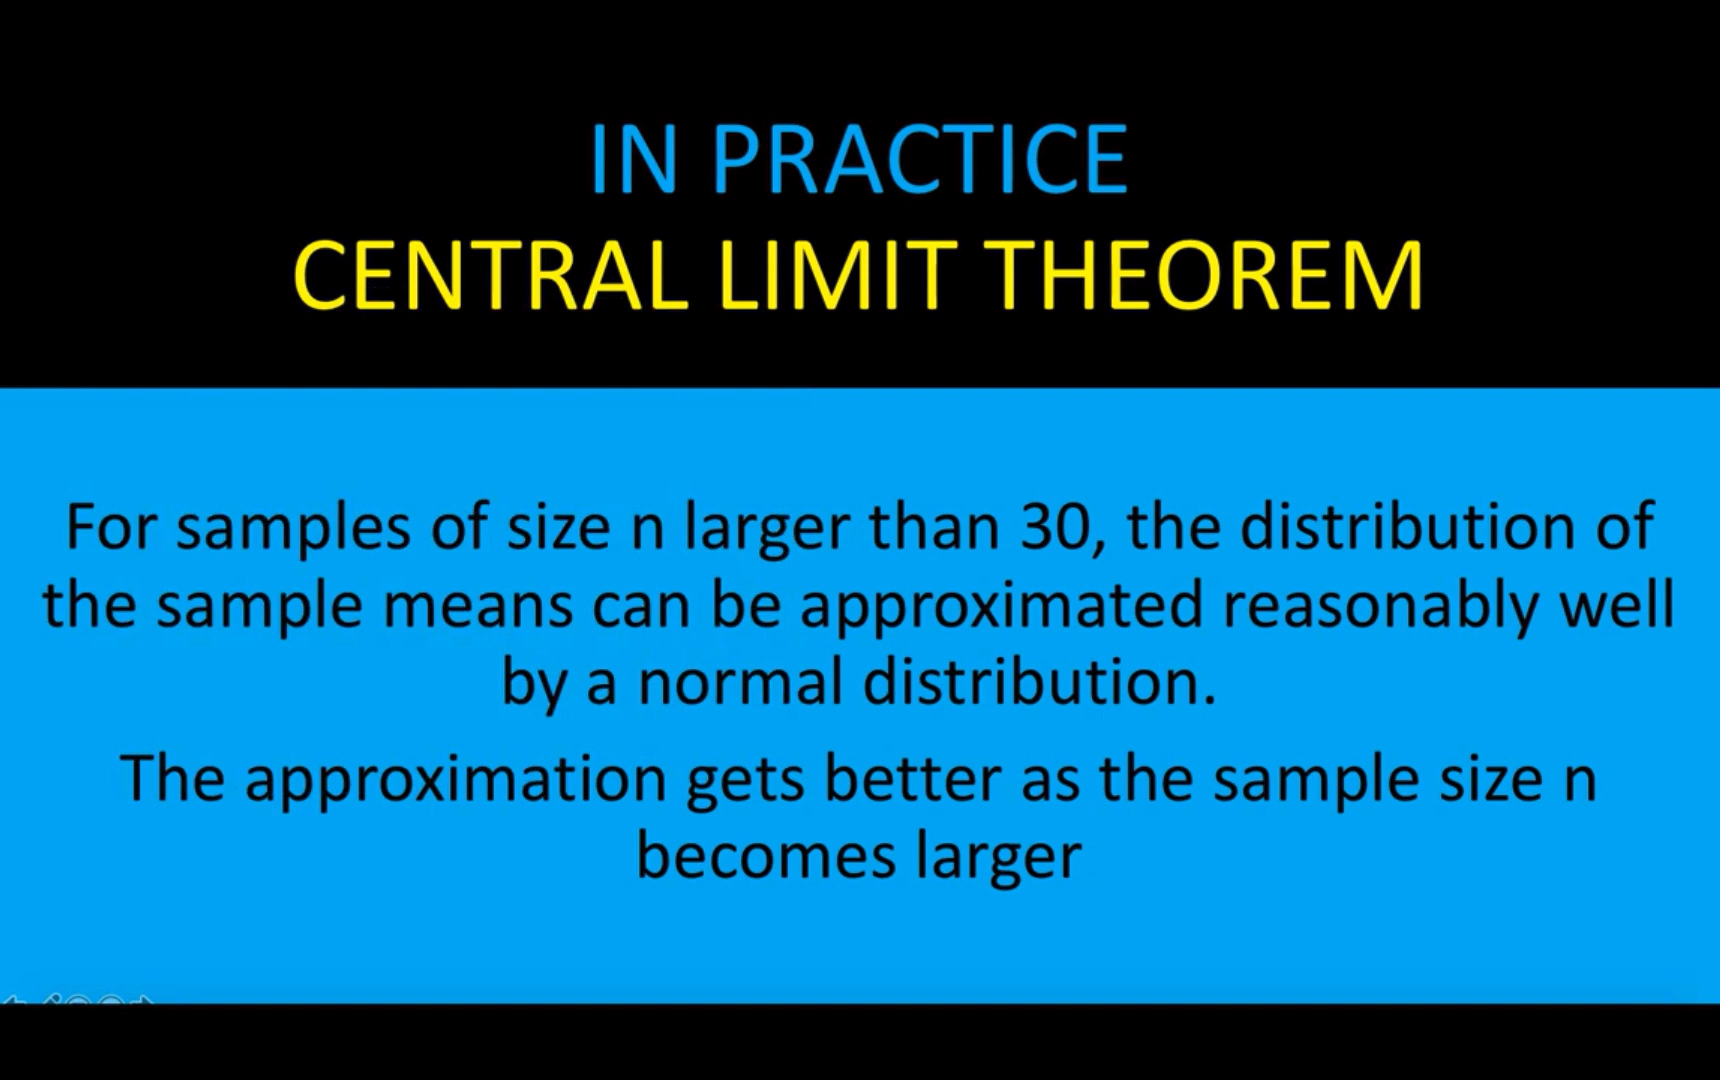 IN PRACTICE
CENTRAL LIMIT THEOREM
For samples of size n larger than 30, the distribution of
the sample means can be approximated reasonably well
by a normal distribution.
The approximation gets better as the sample size n
becomes larger